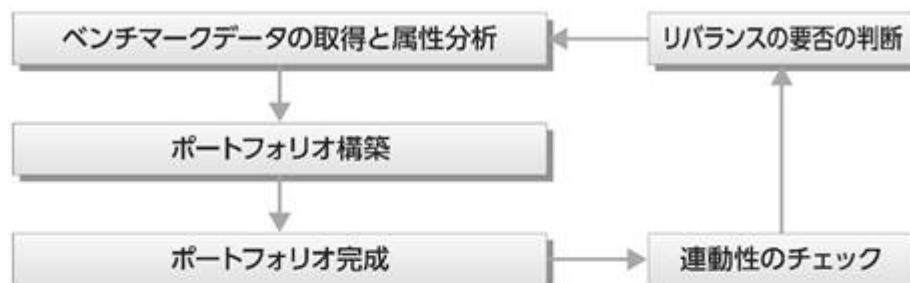 ベンチマークデータの取得と属性分析
リバランスの要否の判断
ポートフォリオ構築
ポートフォリオ完成
連動性のチェック